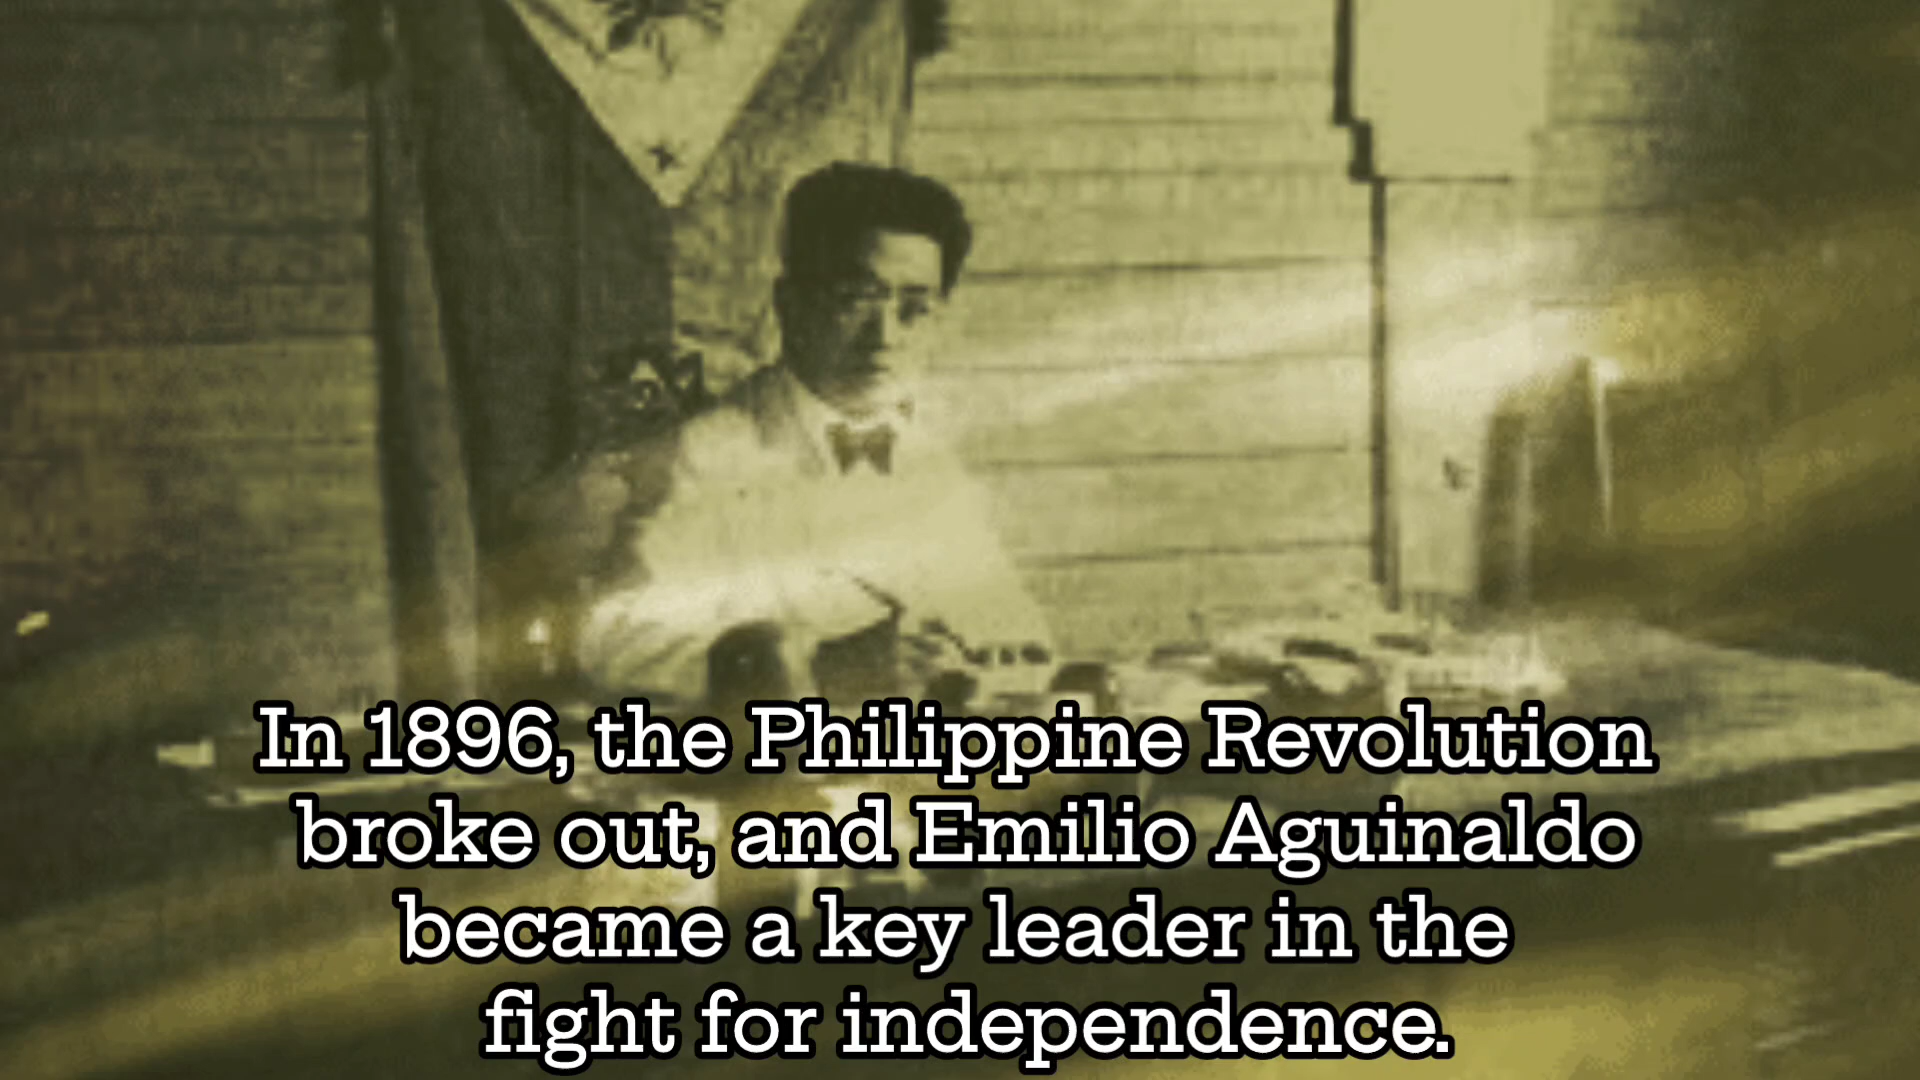 In 1896, the Philippine Revolution
broke out, and Emilio Aguinaldo
became a key leader in the
fight for independence.